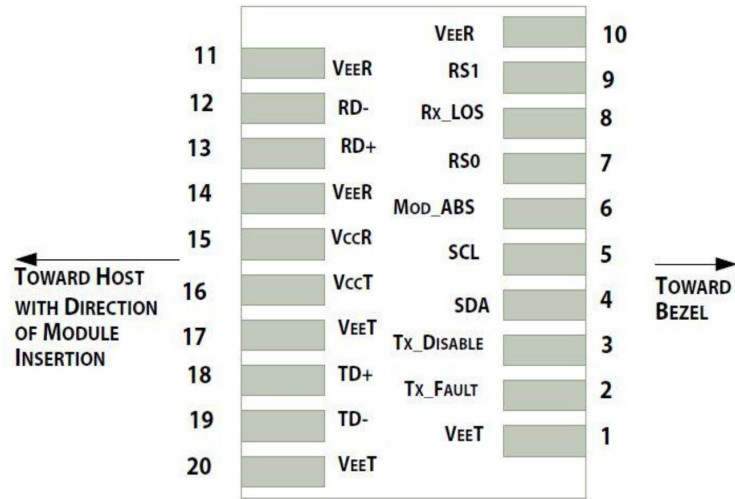 VEER 10
11 VEER
RS1 9
12 RD-
RX_LOS 8
13 RD+
RS0 7
14 VEER
MOD_ABS 6
15 VCCR
SCL 5
16 VCCT
SDA 4
17 VEET
TX_DISABLE 3
18 TD+
TX_FAULT 2
19 TD-
VEET 1
20 VEET
TOWARD HOST
WITH DIRECTION
OF MODULE
INSERTION
TOWARD
BEZEL